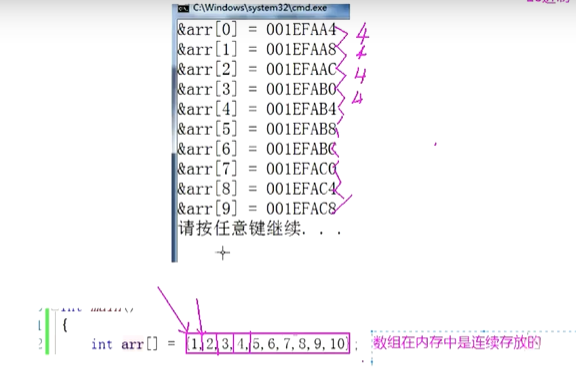 C:\Windows\system32\cmd.exe
&arr[0] = 001EFAA4 4
&arr[1] = 001EFAA8 4
&arr[2] = 001EFAAC 4
&arr[3] = 001EFAB0 4
&arr[4] = 001EFAB4
&arr[5] = 001EFAB8
&arr[6] = 001EFABC
&arr[7] = 001EFAC0
&arr[8] = 001EFAC4
&arr[9] = 001EFAC8
请按任意键继续. . .
1 {
2 int arr[] = {1,2,3,4,5,6,7,8,9,10}; 数组在内存中是连续存放的